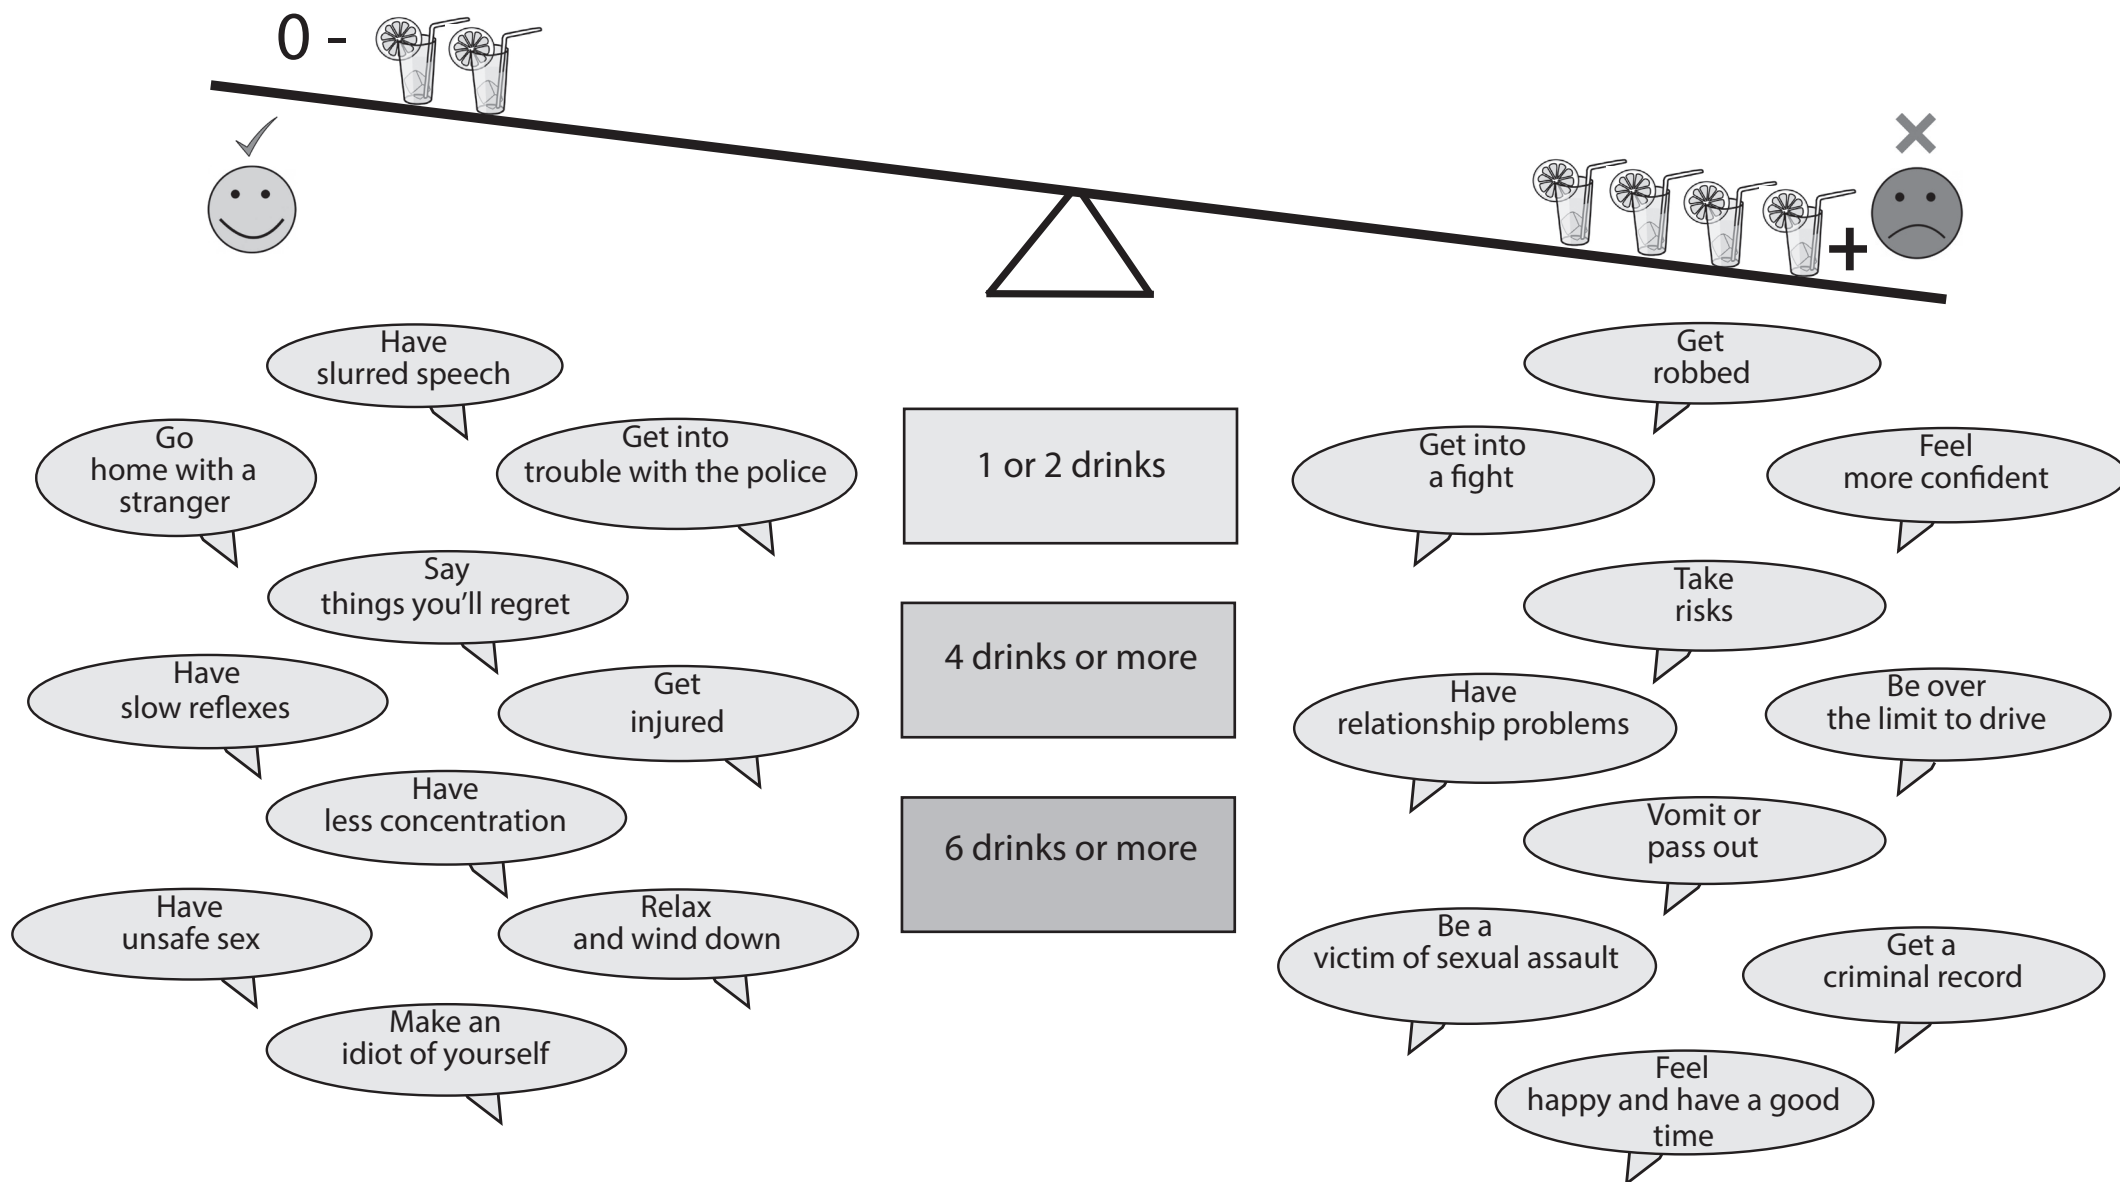 0 -
+
Have
slurred speech
Go
home with a
stranger
Get into
trouble with the police
Say
things you'll regret
Have
slow reflexes
Get
injured
Have
less concentration
Have
unsafe sex
Relax
and wind down
Make an
idiot of yourself
1 or 2 drinks
4 drinks or more
6 drinks or more
Get
robbed
Get into
a fight
Feel
more confident
Take
risks
Have
relationship problems
Be over
the limit to drive
Vomit or
pass out
Be a
victim of sexual assault
Get a
criminal record
Feel
happy and have a good
time